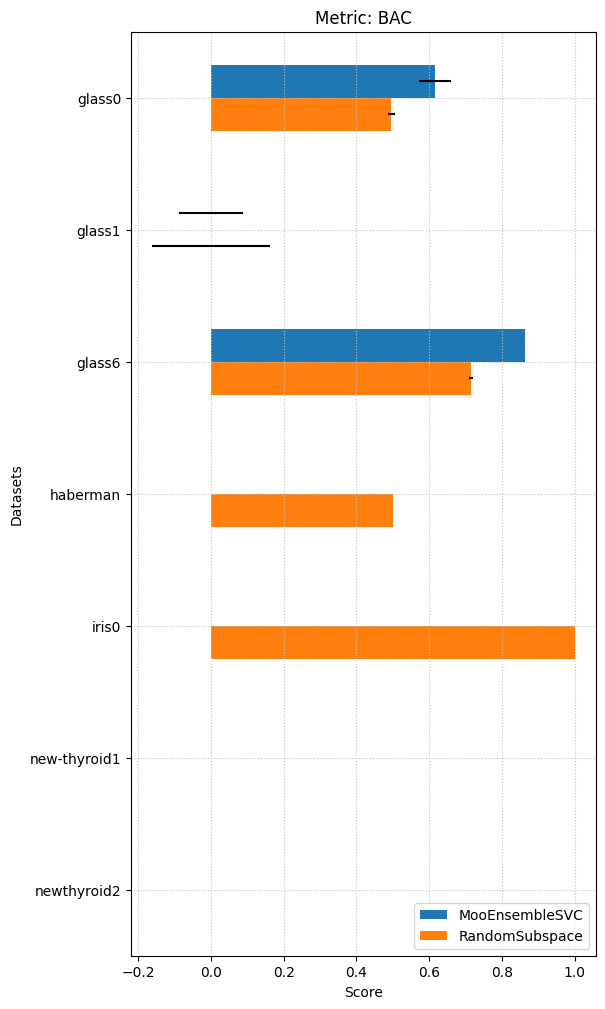 Metric: BAC
glass0
glass1
glass6
haberman
iris0
new-thyroid1
newthyroid2
Datasets
−0.2 0.0 0.2 0.4 0.6 0.8 1.0
Score
MooEnsembleSVC
RandomSubspace